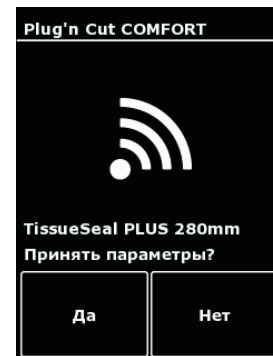 Plug'n Cut COMFORT
TissueSeal PLUS 280mm
Принять параметры?
Да
Нет